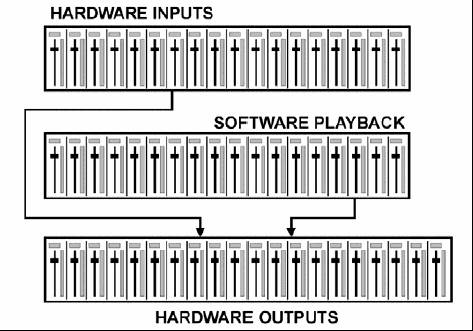 HARDWARE INPUTS
SOFTWARE PLAYBACK
HARDWARE OUTPUTS